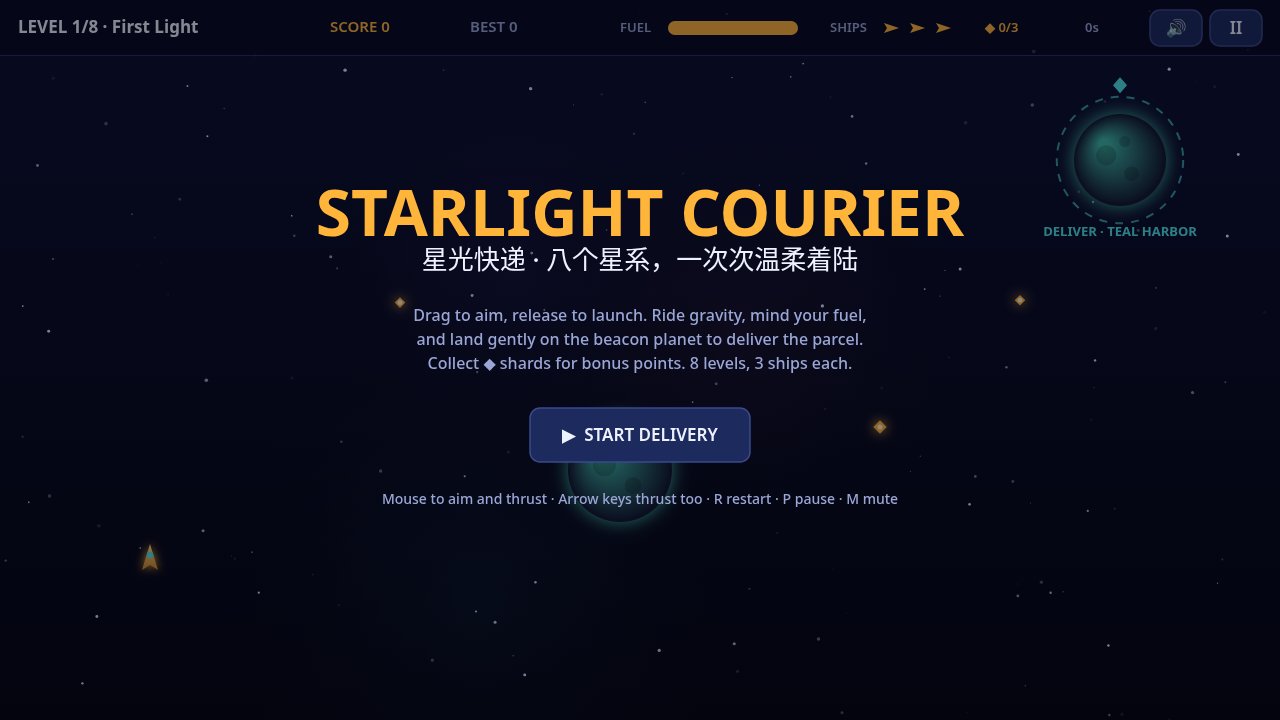 LEVEL 1/8 · First Light
SCORE 0
BEST 0
FUEL
SHIPS
◆ 0/3
0s
II
DELIVER · TEAL HARBOR
STARLIGHT COURIER
星光快递 · 八个星系，一次次温柔着陆
Drag to aim, release to launch. Ride gravity, mind your fuel,
and land gently on the beacon planet to deliver the parcel.
Collect ◆ shards for bonus points. 8 levels, 3 ships each.
▶ START DELIVERY
Mouse to aim and thrust · Arrow keys thrust too · R restart · P pause · M mute